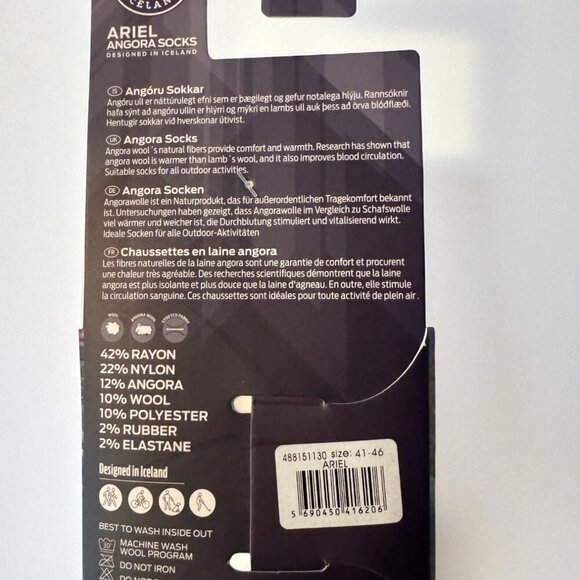 ICELAND
ARIEL
ANGORA SOCKS
DESIGNED IN ICELAND
IS Angóru Sokkar
Angóru ull er náttúrulegt efni sem er þægilegt og gefur notalega hlýju. Rannsóknir
hafa sýnt að angóru ullin er hlýrri og mýkri en lambs ull auk þess að örva blóðflæði.
Hentugir sokkar við hverskonar útivist.
UK Angora Socks
Angora wool´s natural fibers provide comfort and warmth. Research has shown that
angora wool is warmer than lamb´s wool, and it also improves blood circulation.
Suitable socks for all outdoor activities.
DE Angora Socken
Angorawolle ist ein Naturprodukt, das für außerordentlichen Tragekomfort bekannt
ist. Untersuchungen haben gezeigt, dass Angorawolle im Vergleich zu Schafswolle
viel wärmer und weicher ist, die Durchblutung stimuliert und vitalisierend wirkt.
Ideale Socken für alle Outdoor-Aktivitäten
FR Chaussettes en laine angora
Les fibres naturelles de la laine angora sont une garantie de confort et procurent
une chaleur très agréable. Des recherches scientifiques démontrent que la laine
angora est plus isolante et plus douce que la laine d'agneau. En outre, elle stimule
la circulation sanguine. Ces chaussettes sont idéales pour toute activité de plein air.
WOOL ANGORA WOOL STRETCH FABRIC
42% RAYON
22% NYLON
12% ANGORA
10% WOOL
10% POLYESTER
2% RUBBER
2% ELASTANE
Designed in Iceland
488151130 size: 41-46
ARIEL
5 690450 416206
BEST TO WASH INSIDE OUT
30° MACHINE WASH
WOOL PROGRAM
DO NOT IRON
DO NOT